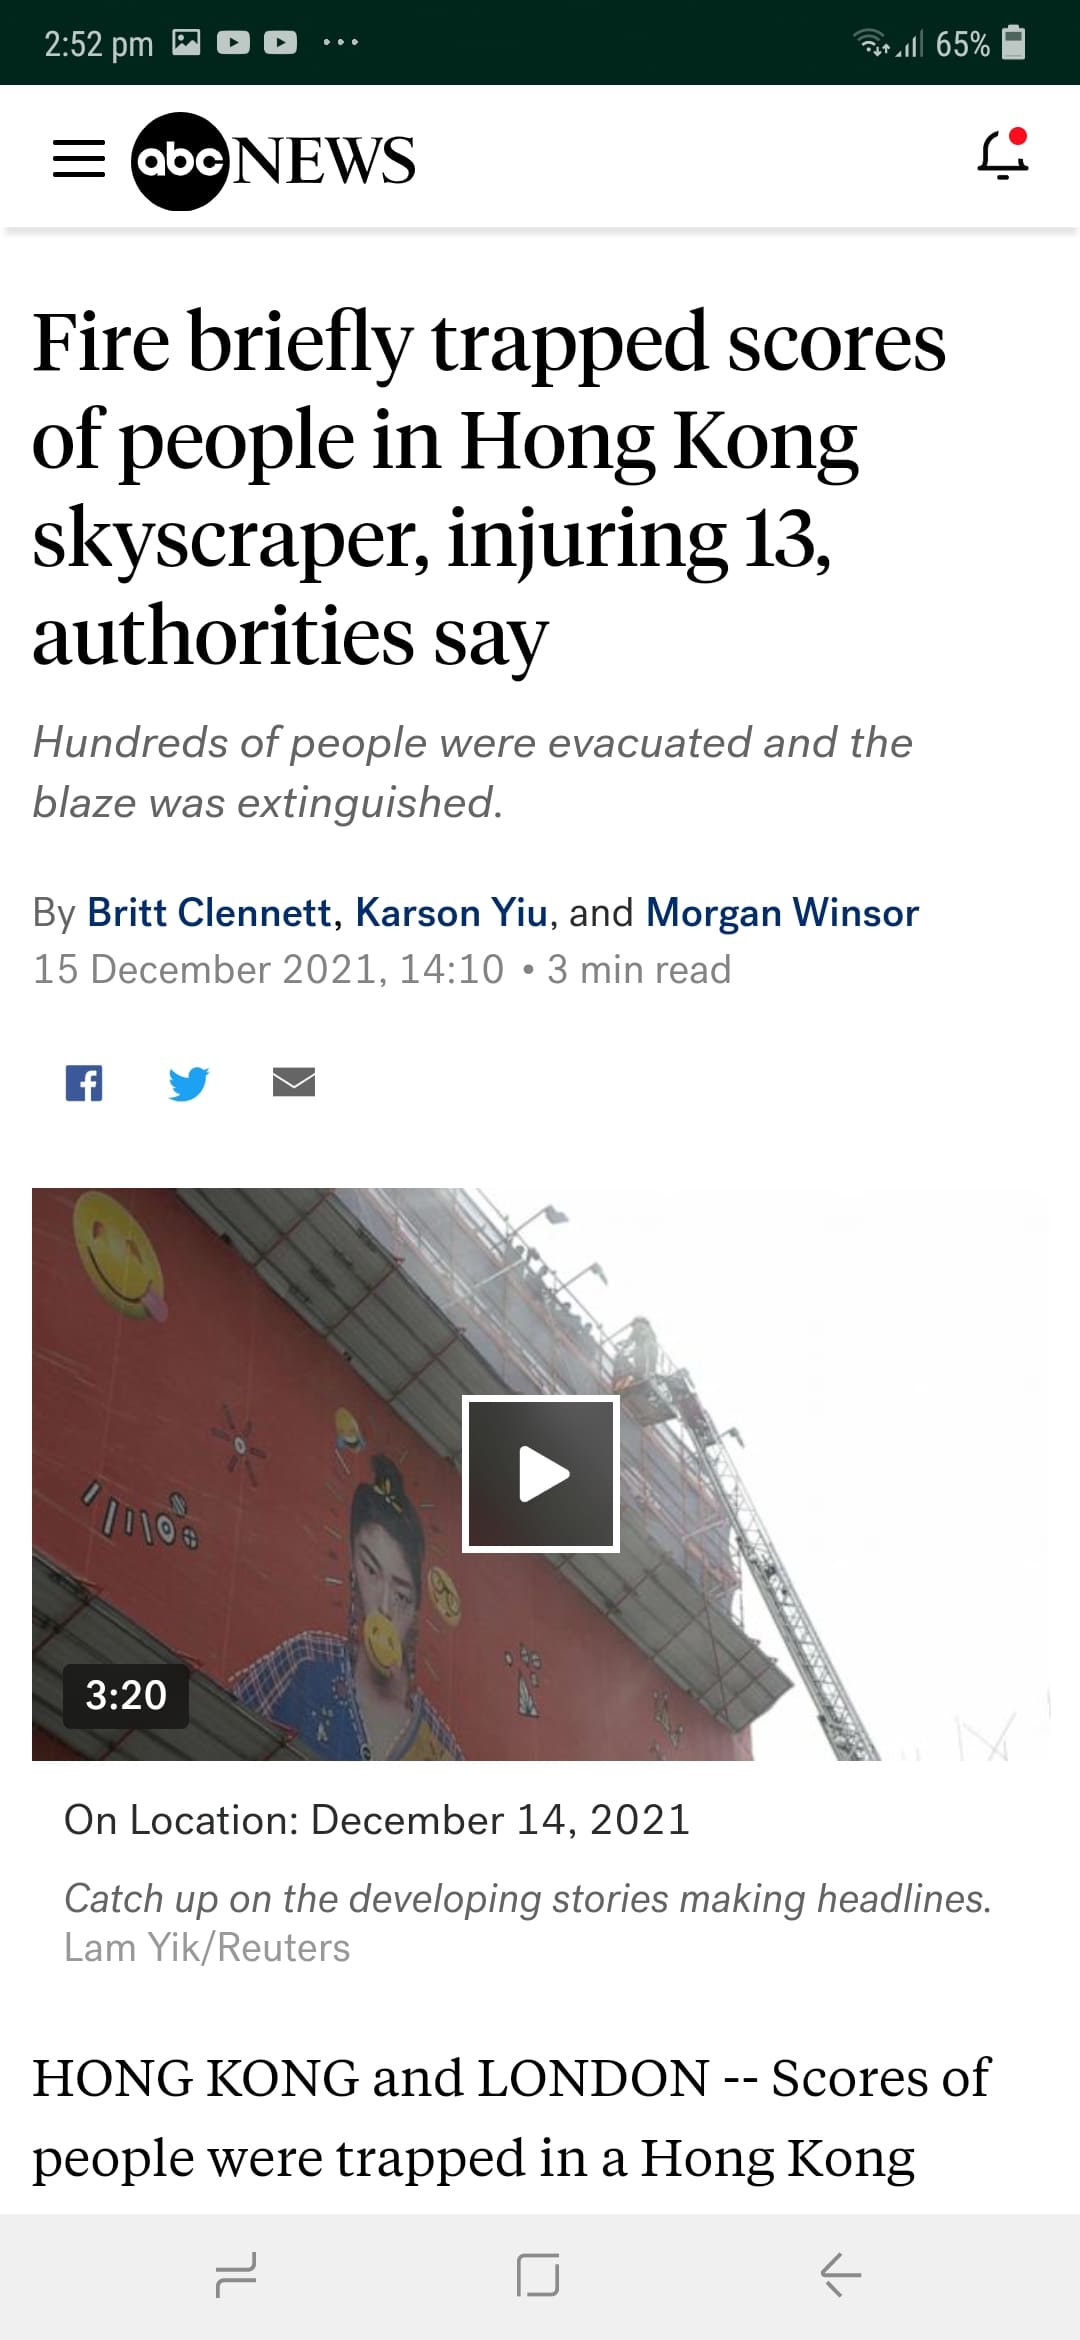 2:52 pm
65%
abc NEWS
Fire briefly trapped scores
of people in Hong Kong
skyscraper, injuring 13,
authorities say
Hundreds of people were evacuated and the
blaze was extinguished.
By Britt Clennett, Karson Yiu, and Morgan Winsor
15 December 2021, 14:10 • 3 min read
3:20
On Location: December 14, 2021
Catch up on the developing stories making headlines.
Lam Yik/Reuters
HONG KONG and LONDON -- Scores of
people were trapped in a Hong Kong